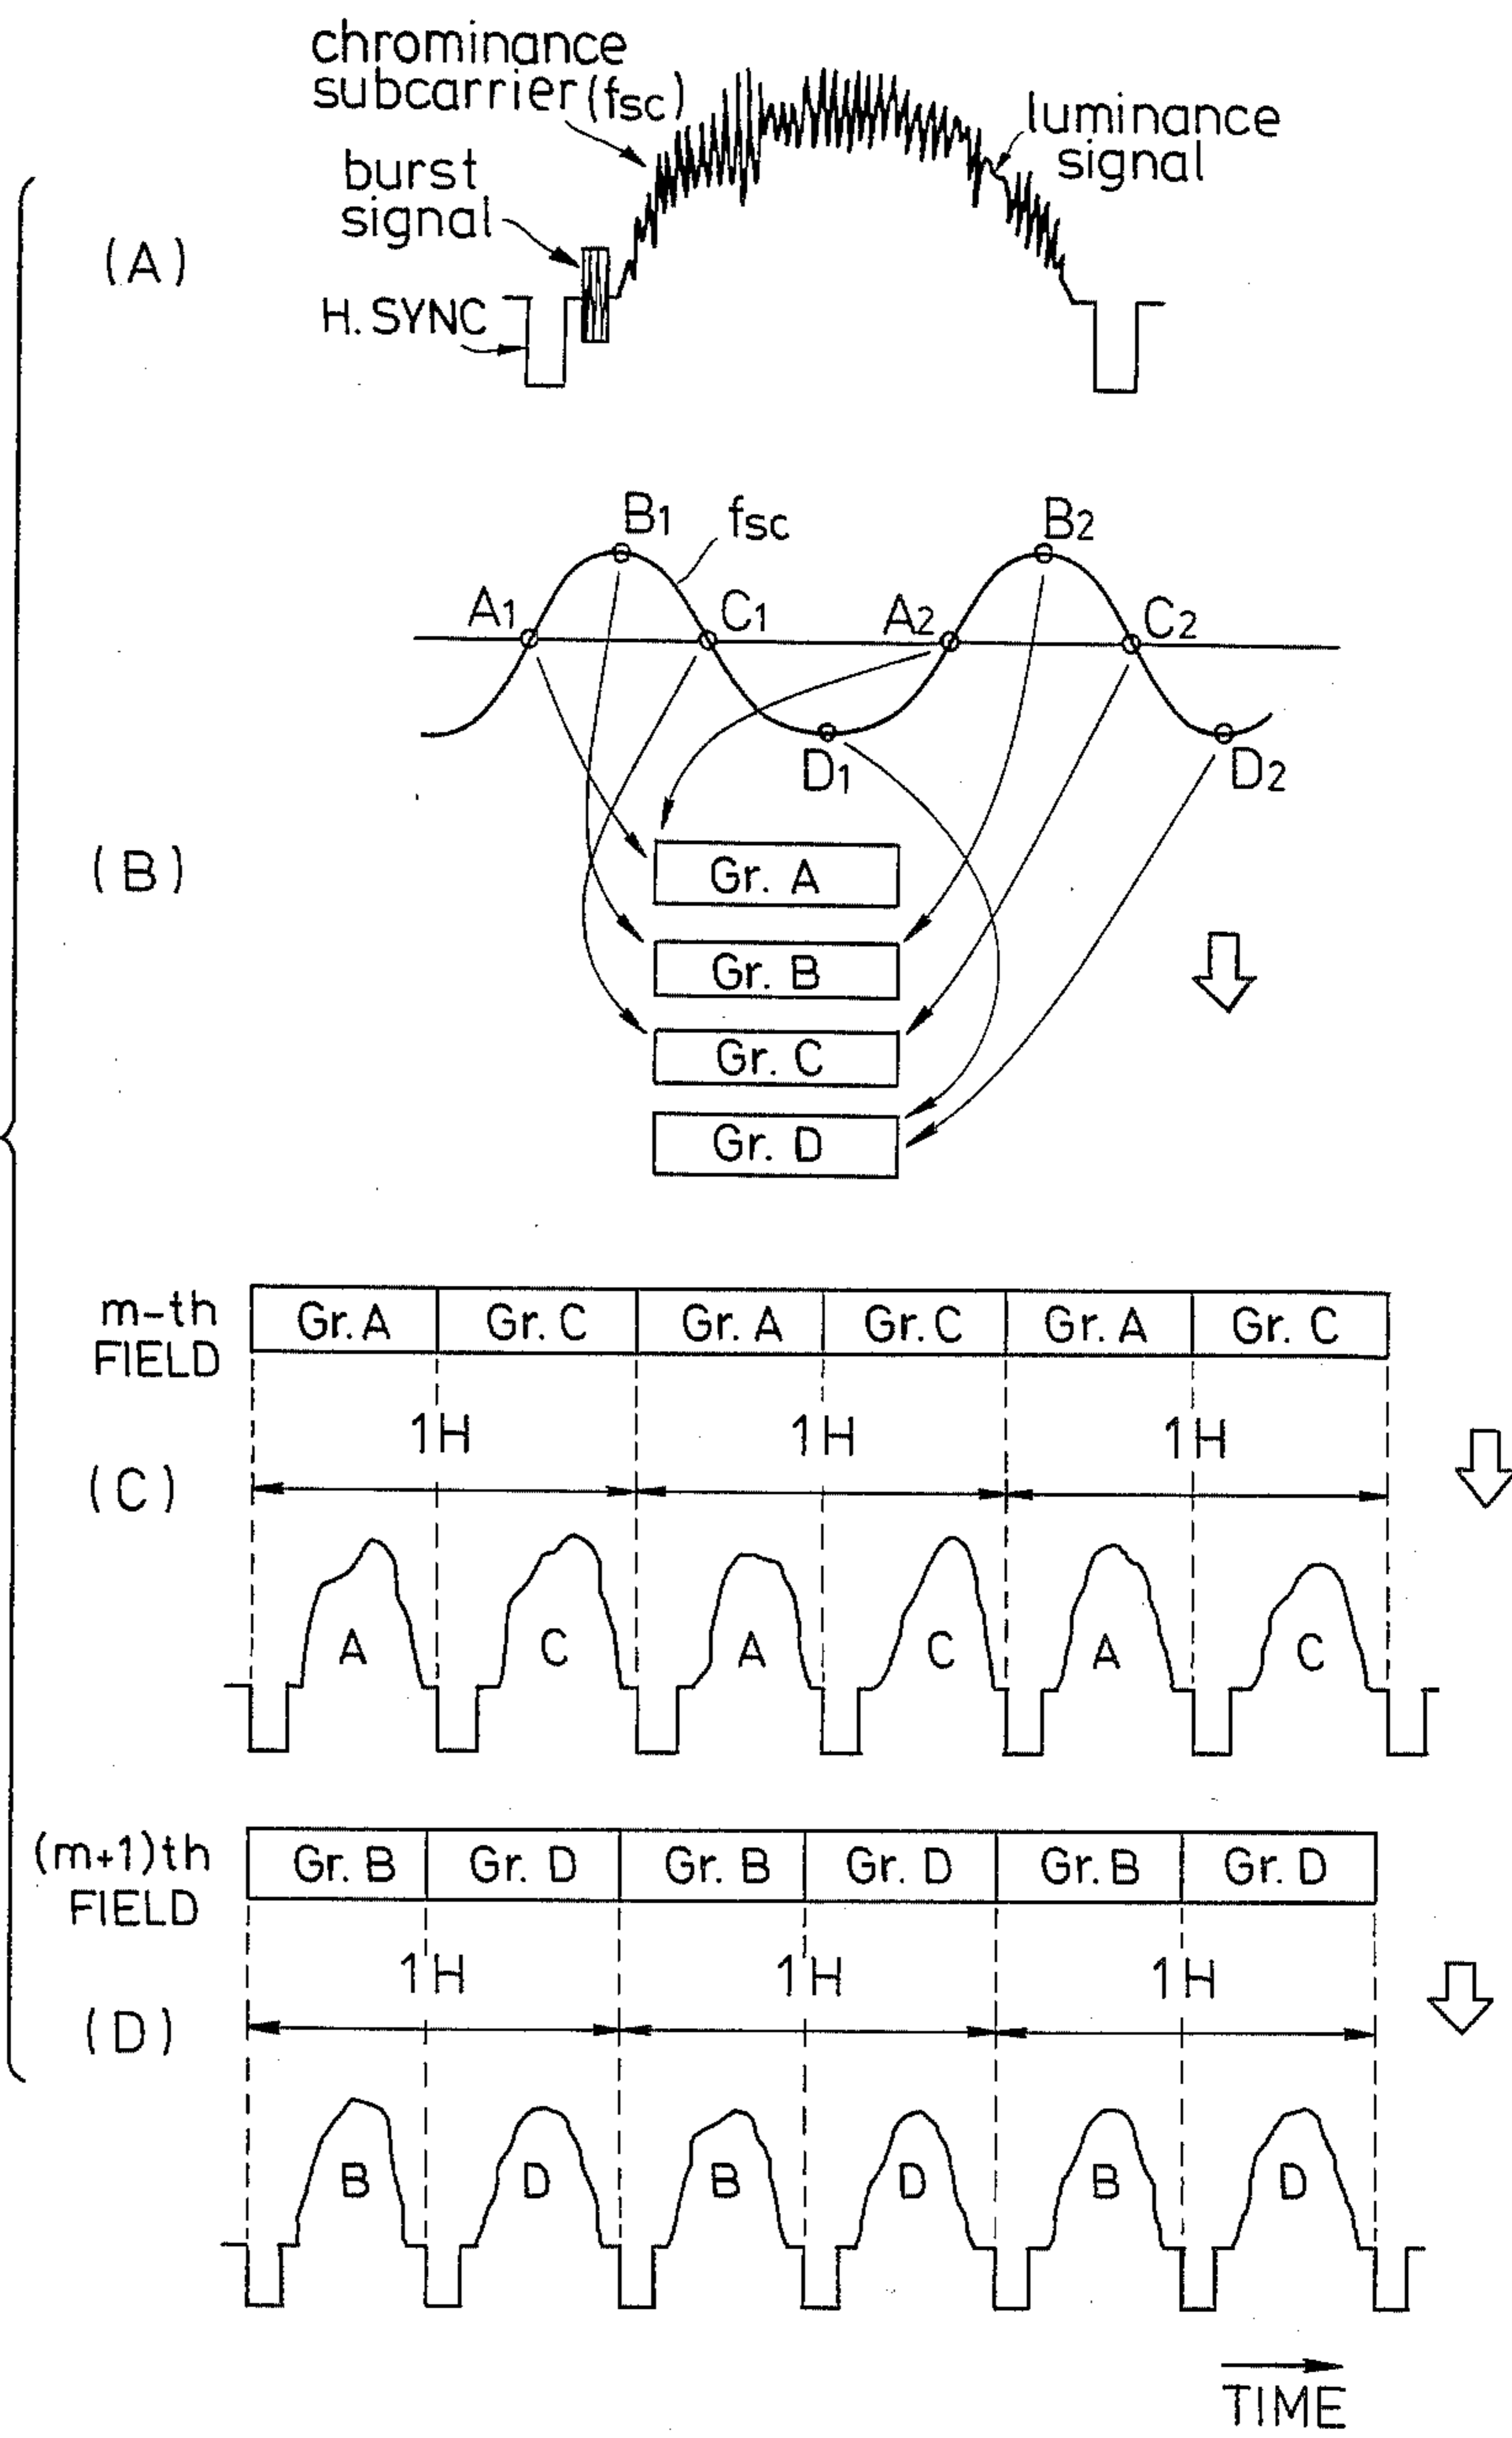 chrominance
subcarrier (fsc)
luminance
signal
burst
signal
(A)
H. SYNC
B1
fsc
B2
A1
C1
A2
C2
D1
D2
(B)
Gr. A
Gr. B
Gr. C
Gr. D
m-th
FIELD
Gr. A Gr. C Gr. A Gr. C Gr. A Gr. C
1H 1H 1H
(C)
A C A C A C
(m+1)th
FIELD
Gr. B Gr. D Gr. B Gr. D Gr. B Gr. D
1H 1H 1H
(D)
B D B D B D
TIME